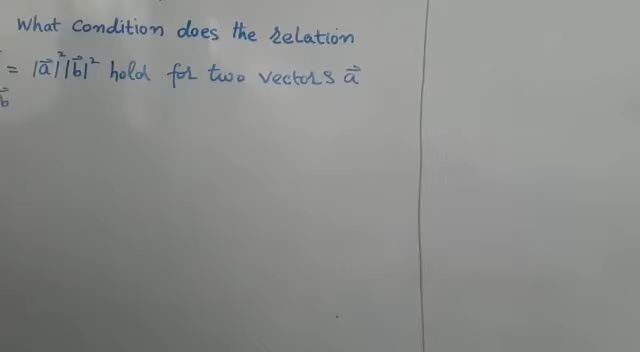 What condition does the relation
= |a⃗|²|b⃗|² hold for two vectors a⃗
b⃗